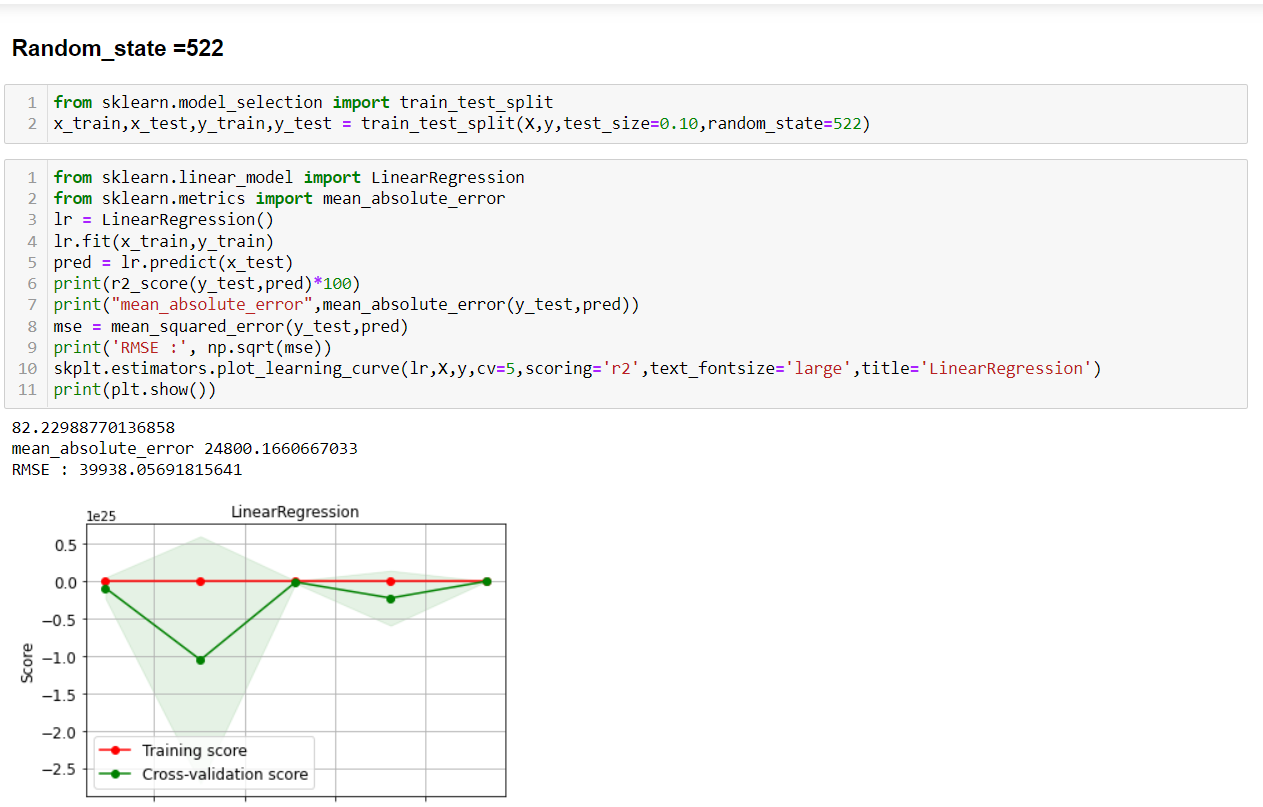 Random_state =522
1 from sklearn.model_selection import train_test_split
2 x_train,x_test,y_train,y_test = train_test_split(X,y,test_size=0.10,random_state=522)
1 from sklearn.linear_model import LinearRegression
2 from sklearn.metrics import mean_absolute_error
3 lr = LinearRegression()
4 lr.fit(x_train,y_train)
5 pred = lr.predict(x_test)
6 print(r2_score(y_test,pred)*100)
7 print("mean_absolute_error",mean_absolute_error(y_test,pred))
8 mse = mean_squared_error(y_test,pred)
9 print('RMSE :', np.sqrt(mse))
10 skplt.estimators.plot_learning_curve(lr,X,y,cv=5,scoring='r2',text_fontsize='large',title='LinearRegression')
11 print(plt.show())
82.22988770136858
mean_absolute_error 24800.1660667033
RMSE : 39938.05691815641
1e25
LinearRegression
0.5
0.0
−0.5
−1.0
−1.5
−2.0
−2.5
Score
Training score
Cross-validation score